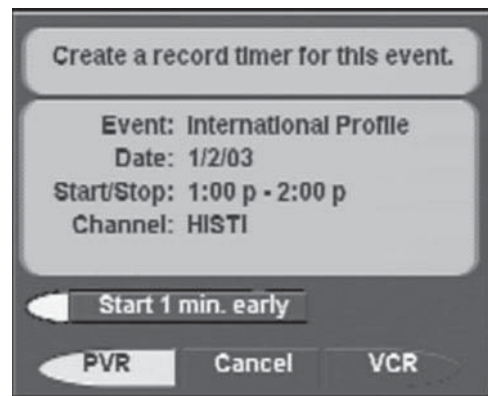 Create a record timer for this event.
Event: International Profile
Date: 1/2/03
Start/Stop: 1:00 p - 2:00 p
Channel: HISTI
Start 1 min. early
PVR Cancel VCR